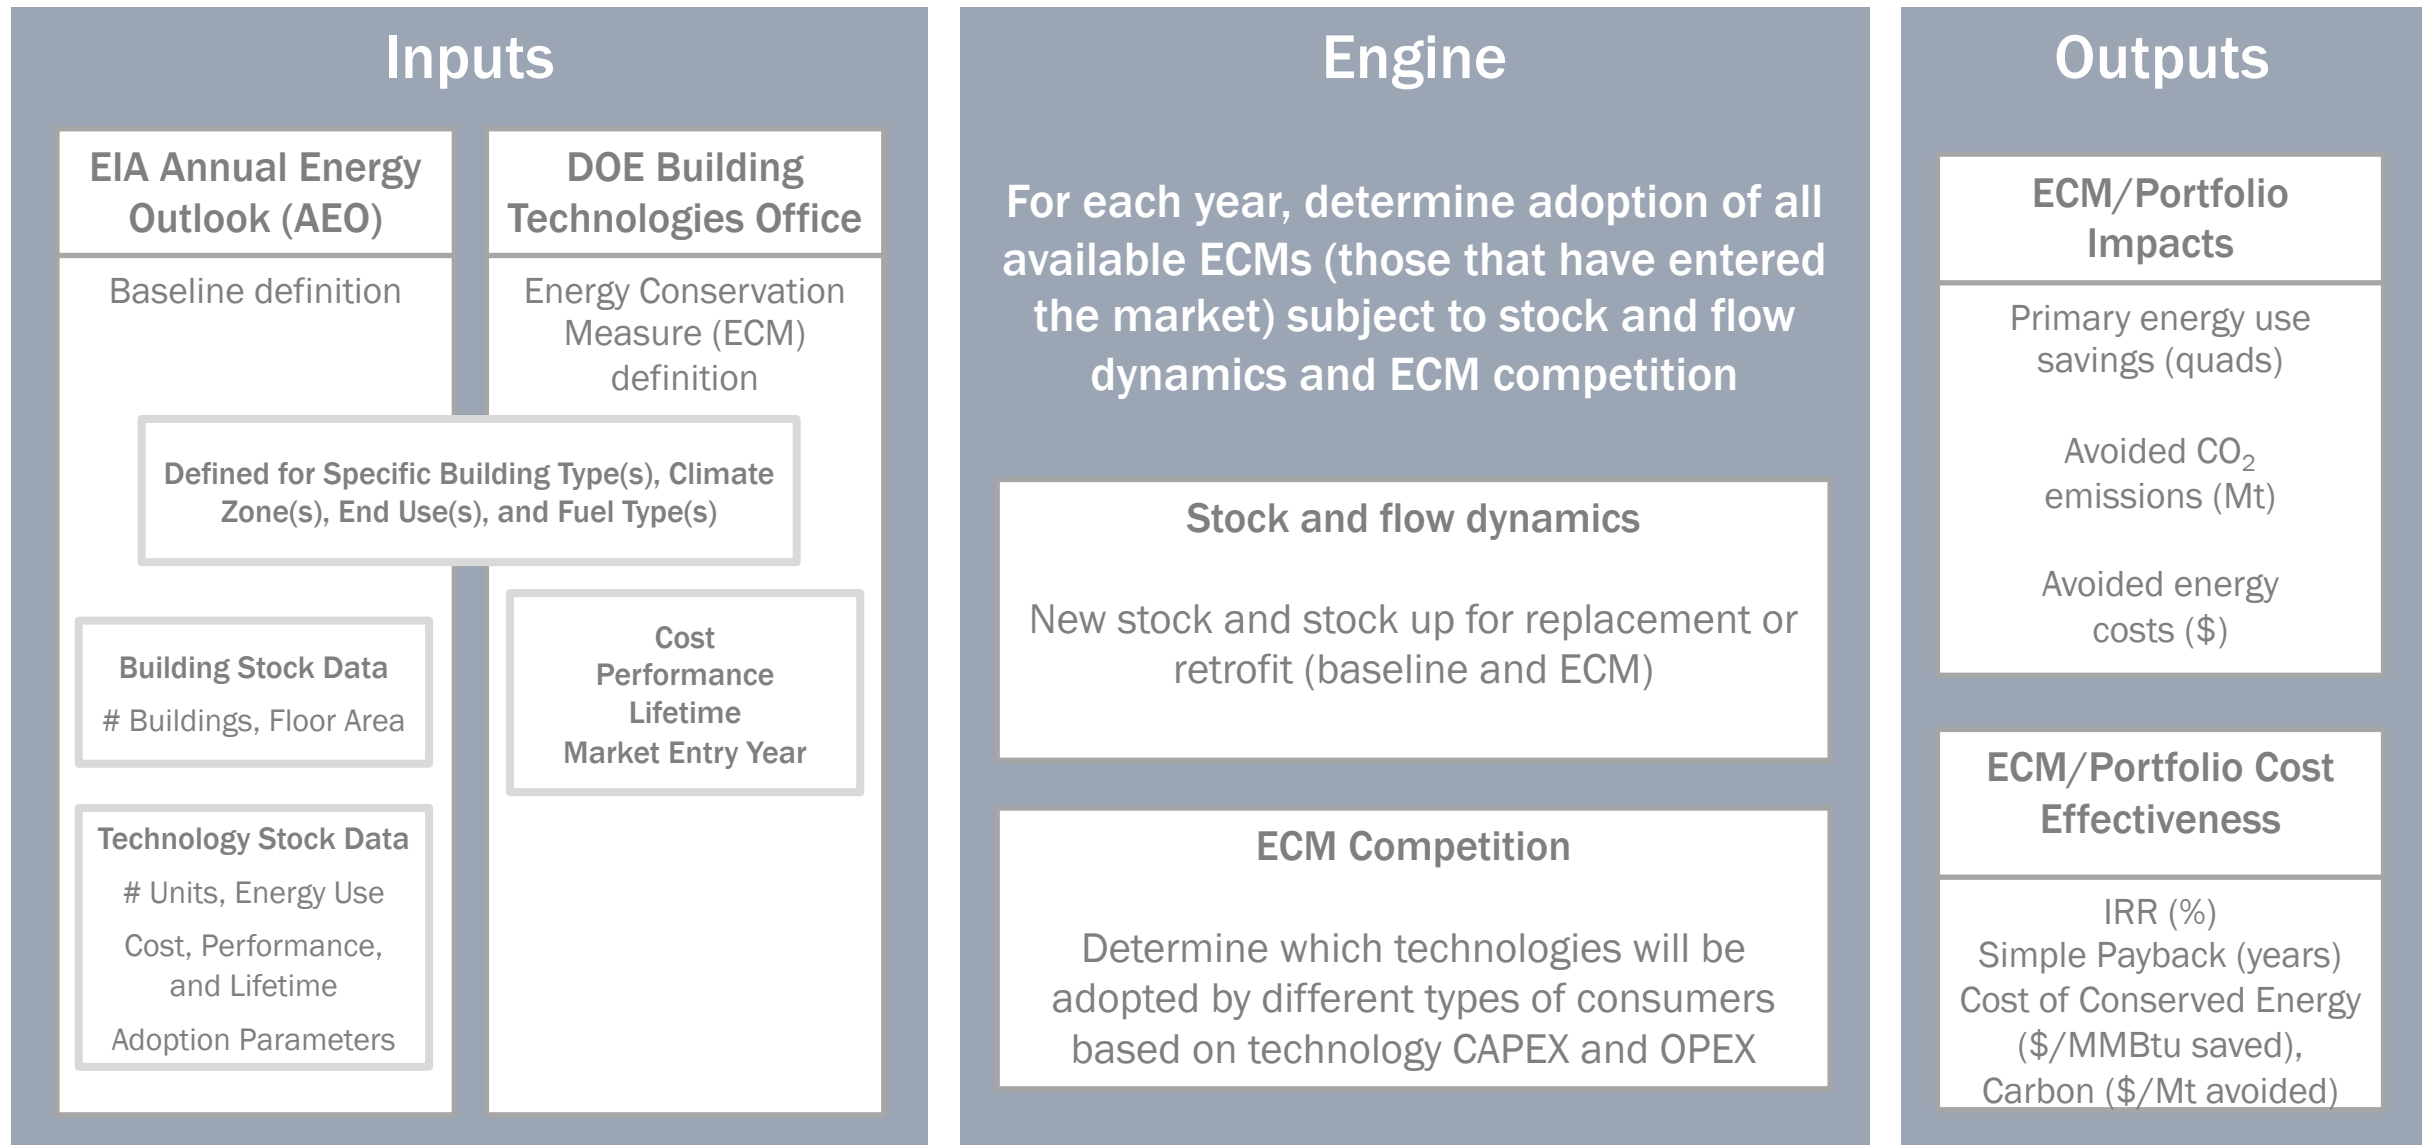 Inputs
EIA Annual Energy
Outlook (AEO)
Baseline definition
DOE Building
Technologies Office
Energy Conservation
Measure (ECM)
definition
Defined for Specific Building Type(s), Climate
Zone(s), End Use(s), and Fuel Type(s)
Building Stock Data
# Buildings, Floor Area
Technology Stock Data
# Units, Energy Use
Cost, Performance,
and Lifetime
Adoption Parameters
Cost
Performance
Lifetime
Market Entry Year
Engine
For each year, determine adoption of all
available ECMs (those that have entered
the market) subject to stock and flow
dynamics and ECM competition
Stock and flow dynamics
New stock and stock up for replacement or
retrofit (baseline and ECM)
ECM Competition
Determine which technologies will be
adopted by different types of consumers
based on technology CAPEX and OPEX
Outputs
ECM/Portfolio
Impacts
Primary energy use
savings (quads)
Avoided CO₂
emissions (Mt)
Avoided energy
costs ($)
ECM/Portfolio Cost
Effectiveness
IRR (%)
Simple Payback (years)
Cost of Conserved Energy
($/MMBtu saved),
Carbon ($/Mt avoided)